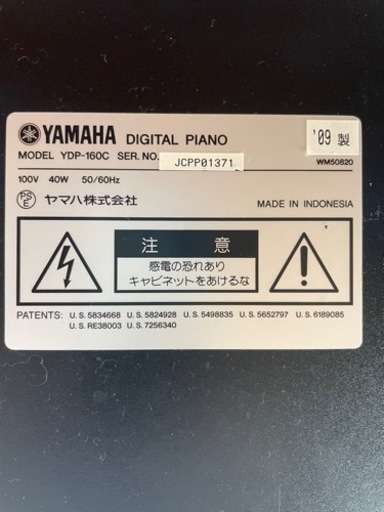 YAMAHA DIGITAL PIANO
'09 製
MODEL YDP-160C SER. NO. JCPP01371
WM50820
100V 40W 50/60Hz
PSE ヤマハ株式会社
MADE IN INDONESIA
注 意
感電の恐れあり
キャビネットをあけるな
PATENTS: U.S. 5834668 U.S. 5824928 U.S. 5498835 U.S. 5652797 U.S. 6189085
U.S. RE38003 U.S. 7256340